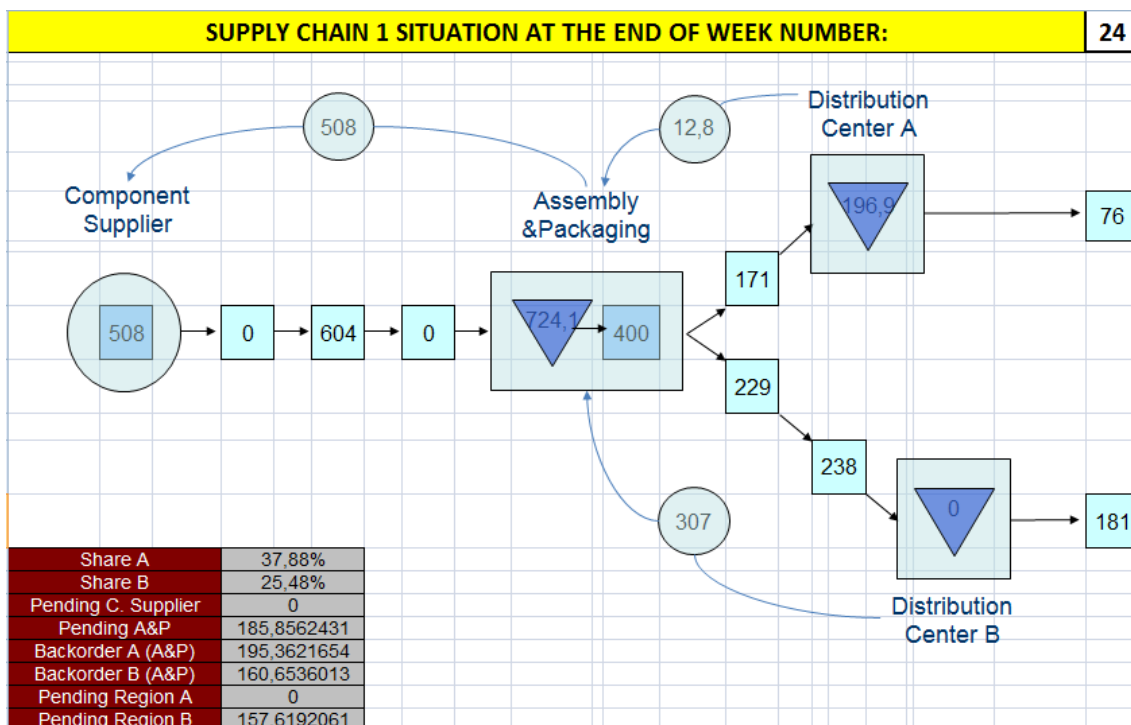 SUPPLY CHAIN 1 SITUATION AT THE END OF WEEK NUMBER: 24
Distribution
Center A
508
12,8
Component
Supplier
Assembly
&Packaging
196,9
76
171
508
0
604
0
724,1
400
229
238
307
0
181
Share A 37,88%
Share B 25,48%
Pending C. Supplier 0
Pending A&P 185,8562431
Backorder A (A&P) 195,3621654
Backorder B (A&P) 160,6536013
Pending Region A 0
Pending Region B 157,6192061
Distribution
Center B